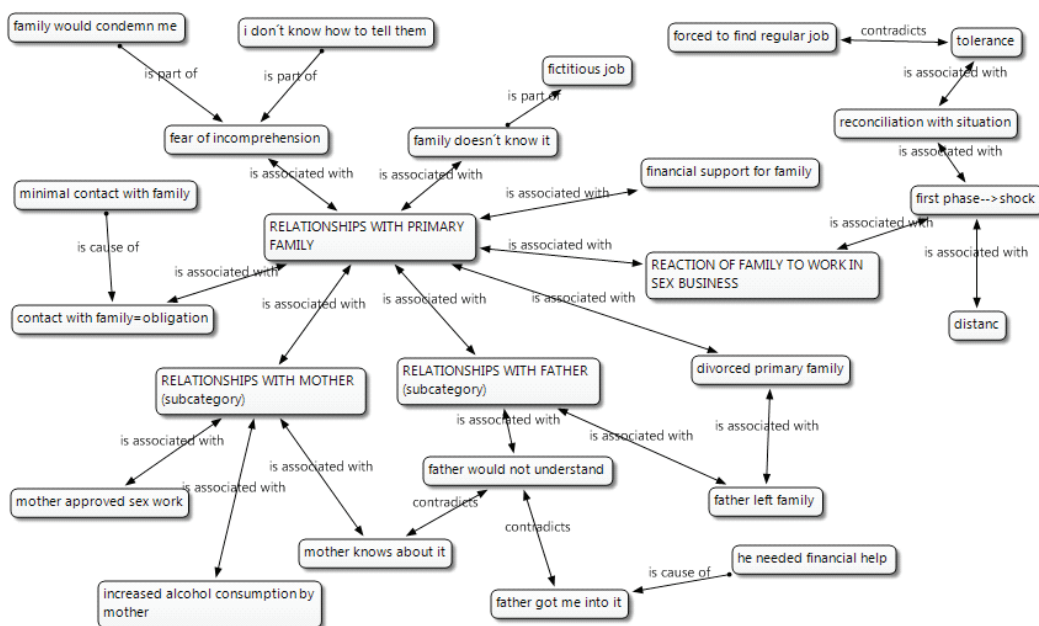 family would condemn me
i don´t know how to tell them
forced to find regular job
contradicts
tolerance
is part of
is part of
fictitious job
is associated with
is part of
fear of incomprehension
family doesn´t know it
reconciliation with situation
is associated with
is associated with
is associated with
financial support for family
minimal contact with family
is associated with
first phase-->shock
RELATIONSHIPS WITH PRIMARY
FAMILY
is associated with
is associated with
is cause of
is associated with
is associated with
REACTION OF FAMILY TO WORK IN
SEX BUSINESS
contact with family=obligation
is associated with
is associated with
is associated with
distanc
RELATIONSHIPS WITH MOTHER
(subcategory)
RELATIONSHIPS WITH FATHER
(subcategory)
divorced primary family
is associated with
is associated with
is associated with
is associated with
is associated with
father would not understand
mother approved sex work
is associated with
father left family
contradicts
contradicts
mother knows about it
he needed financial help
is cause of
increased alcohol consumption by
mother
father got me into it